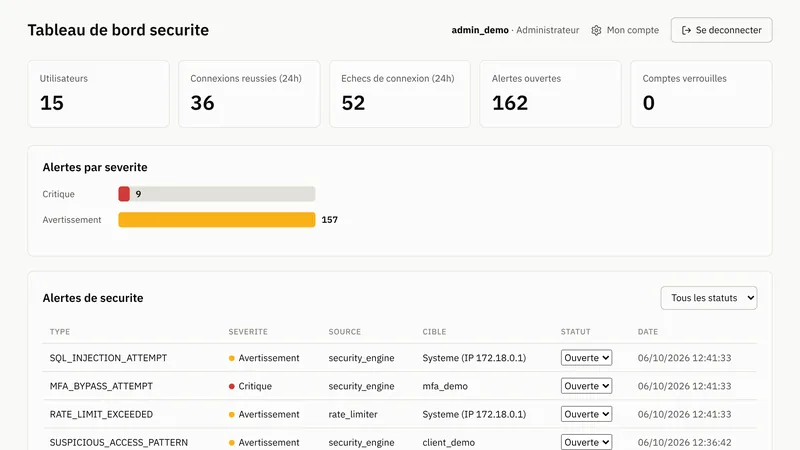 Tableau de bord securite
admin_demo · Administrateur Mon compte Se deconnecter
Utilisateurs Connexions reussies (24h) Echecs de connexion (24h) Alertes ouvertes Comptes verrouilles
15 36 52 162 0
Alertes par severite
Critique 9
Avertissement 157
Alertes de securite Tous les statuts
TYPE SEVERITE SOURCE CIBLE STATUT DATE
SQL_INJECTION_ATTEMPT Avertissement security_engine Systeme (IP 172.18.0.1) Ouverte 06/10/2026 12:41:33
MFA_BYPASS_ATTEMPT Critique security_engine mfa_demo Ouverte 06/10/2026 12:41:33
RATE_LIMIT_EXCEEDED Avertissement rate_limiter Systeme (IP 172.18.0.1) Ouverte 06/10/2026 12:41:33
SUSPICIOUS_ACCESS_PATTERN Avertissement security_engine client_demo Ouverte 06/10/2026 12:36:42